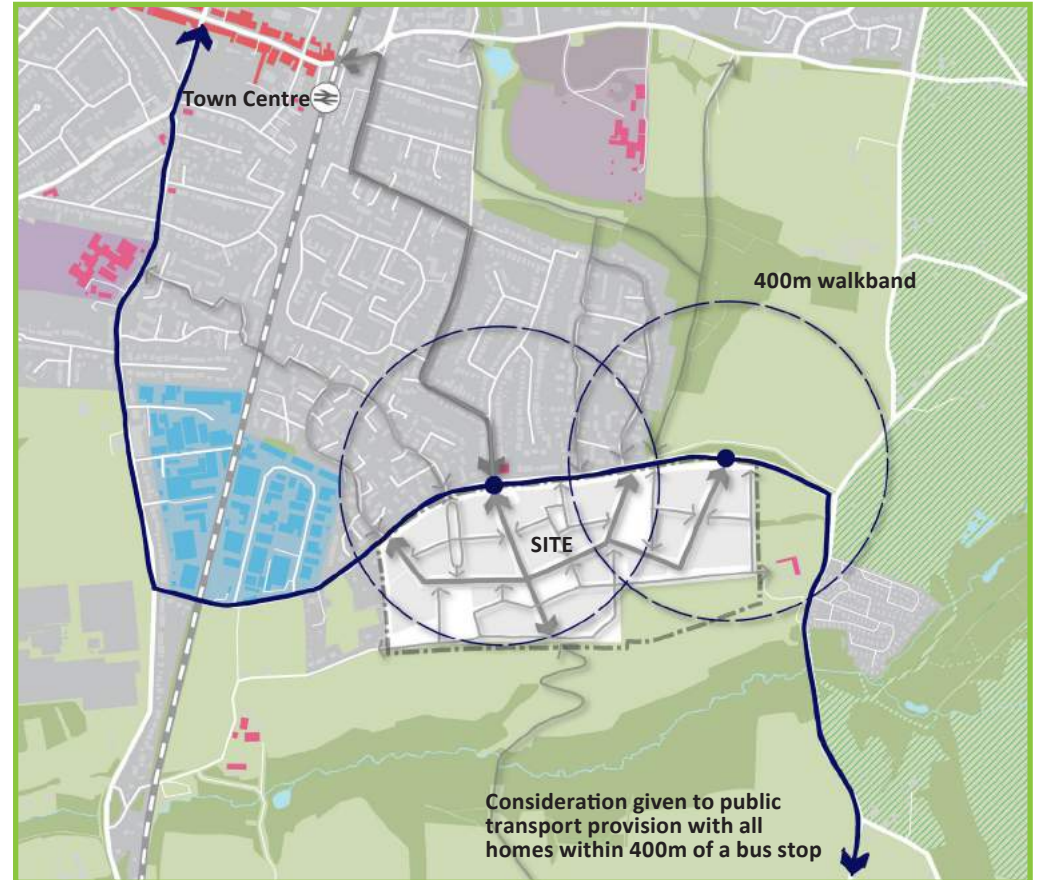 Town Centre
400m walkband
SITE
Consideration given to public
transport provision with all
homes within 400m of a bus stop